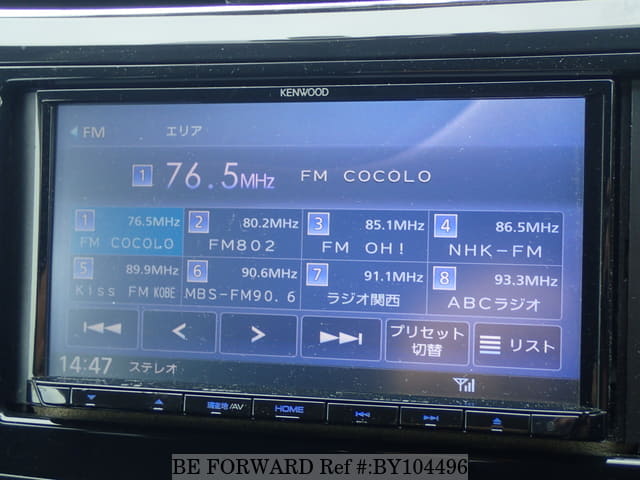 KENWOOD
FM エリア
1 76.5MHz FM COCOLO
1 76.5MHz 2 80.2MHz 3 85.1MHz 4 86.5MHz
FM COCOLO FM802 FM OH! NHK-FM
5 89.9MHz 6 90.6MHz 7 91.1MHz 8 93.3MHz
Kiss FM KOBE MBS-FM90.6 ラジオ関西 ABCラジオ
プリセット
切替 リスト
14:47 ステレオ
現在地/AV HOME
BE FORWARD Ref #:BY104496